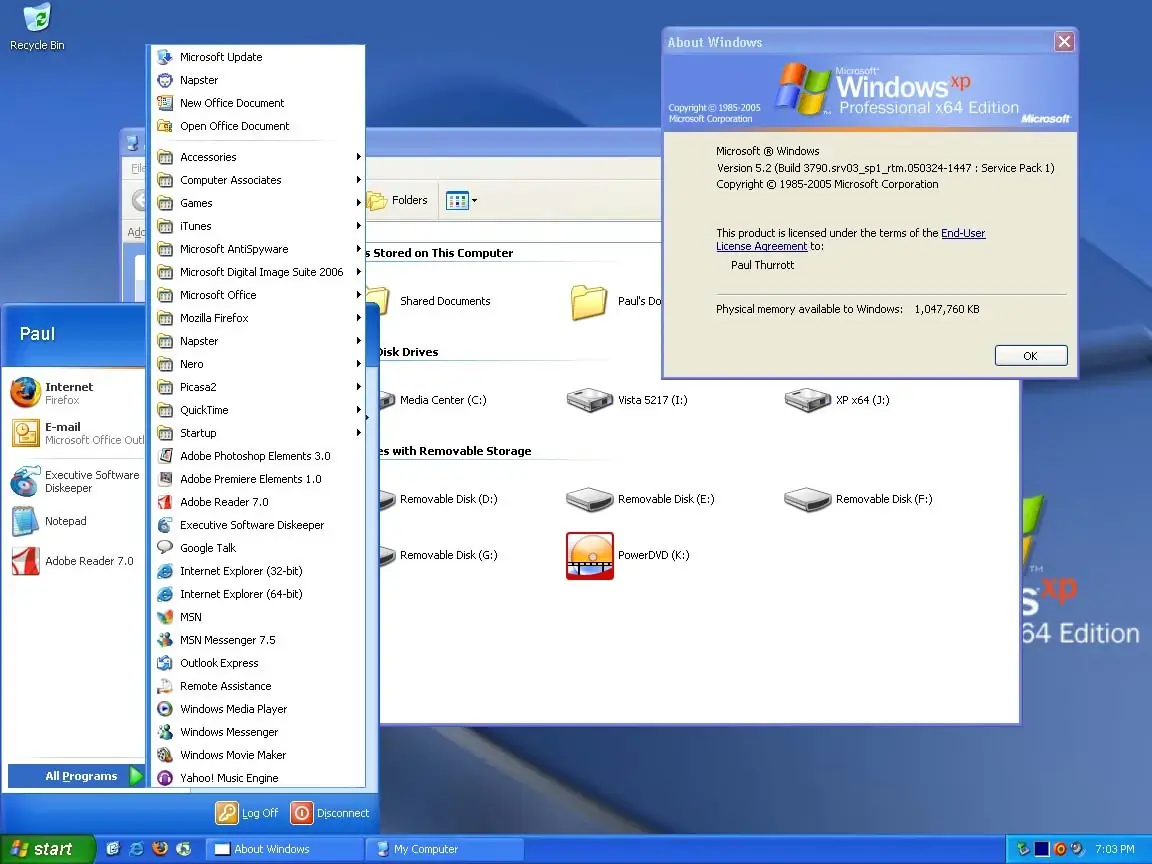 Recycle Bin
Microsoft Update
Napster
New Office Document
Open Office Document
Accessories
Computer Associates
Games
iTunes
Microsoft AntiSpyware
Microsoft Digital Image Suite 2006
Microsoft Office
Mozilla Firefox
Napster
Nero
Picasa2
QuickTime
Startup
Adobe Photoshop Elements 3.0
Adobe Premiere Elements 1.0
Adobe Reader 7.0
Executive Software Diskeeper
Google Talk
Internet Explorer (32-bit)
Internet Explorer (64-bit)
MSN
MSN Messenger 7.5
Outlook Express
Remote Assistance
Windows Media Player
Windows Messenger
Windows Movie Maker
Yahoo! Music Engine
Paul
Internet
Firefox
E-mail
Microsoft Office Outl
Executive Software
Diskeeper
Notepad
Adobe Reader 7.0
All Programs
Log Off Disconnect
File
Folders
Add
s Stored on This Computer
Shared Documents Paul's Do
Disk Drives
Media Center (C:) Vista 5217 (I:) XP x64 (J:)
es with Removable Storage
Removable Disk (D:) Removable Disk (E:) Removable Disk (F:)
Removable Disk (G:) PowerDVD (K:)
About Windows
Microsoft®
Windows xp
Professional x64 Edition
Copyright © 1985-2005
Microsoft Corporation
Microsoft
Microsoft ® Windows
Version 5.2 (Build 3790.srv03_sp1_rtm.050324-1447 : Service Pack 1)
Copyright © 1985-2005 Microsoft Corporation
This product is licensed under the terms of the End-User
License Agreement to:
Paul Thurrott
Physical memory available to Windows: 1,047,760 KB
OK
TM
s xp
64 Edition
start
About Windows
My Computer
7:03 PM